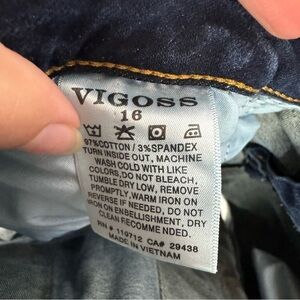 VIGOSS
16
97%COTTON / 3%SPANDEX
TURN INSIDE OUT, MACHINE
WASH COLD WITH LIKE
COLORS,DO NOT BLEACH,
TUMBLE DRY LOW, REMOVE
PROMPTLY,WARM IRON ON
REVERSE IF NEEDED, DO NOT
IRON ON EMBELLISHMENT, DRY
CLEAN RECOMMENDED.
RN # 119712 CA# 29438
MADE IN VIETNAM